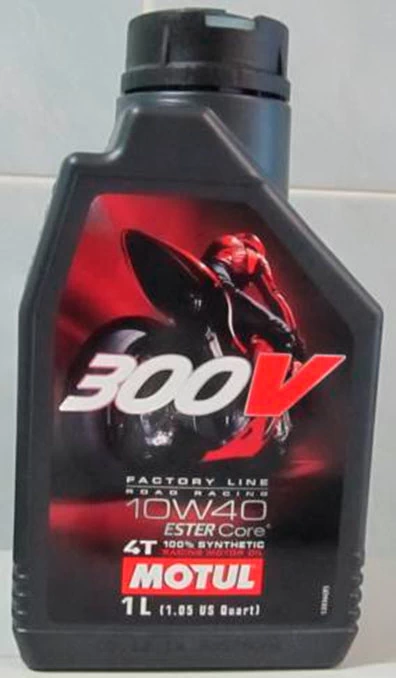 300V
FACTORY LINE
ROAD RACING
10W40
ESTER Core®
4T 100% SYNTHETIC
RACING MOTOR OIL
MOTUL
1L (1.05 US Quart)